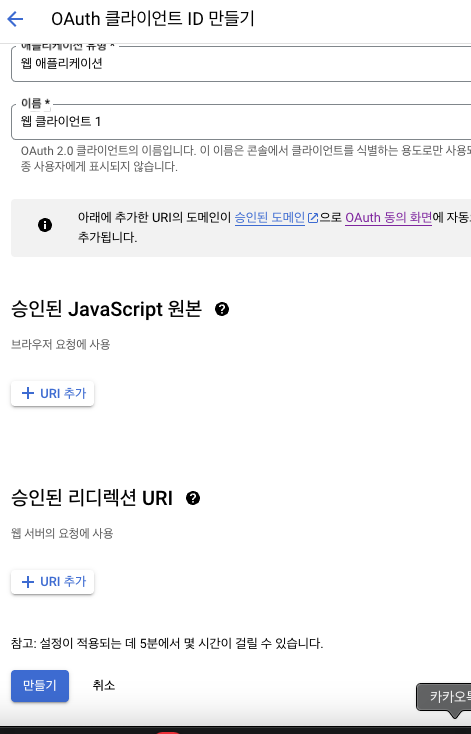 OAuth 클라이언트 ID 만들기
애플리케이션 유형 *
웹 애플리케이션
이름 *
웹 클라이언트 1
OAuth 2.0 클라이언트의 이름입니다. 이 이름은 콘솔에서 클라이언트를 식별하는 용도로만 사용되
종 사용자에게 표시되지 않습니다.
아래에 추가한 URI의 도메인이 승인된 도메인으로 OAuth 동의 화면에 자동
추가됩니다.
승인된 JavaScript 원본
브라우저 요청에 사용
+ URI 추가
승인된 리디렉션 URI
웹 서버의 요청에 사용
+ URI 추가
참고: 설정이 적용되는 데 5분에서 몇 시간이 걸릴 수 있습니다.
만들기 취소
카카오톡